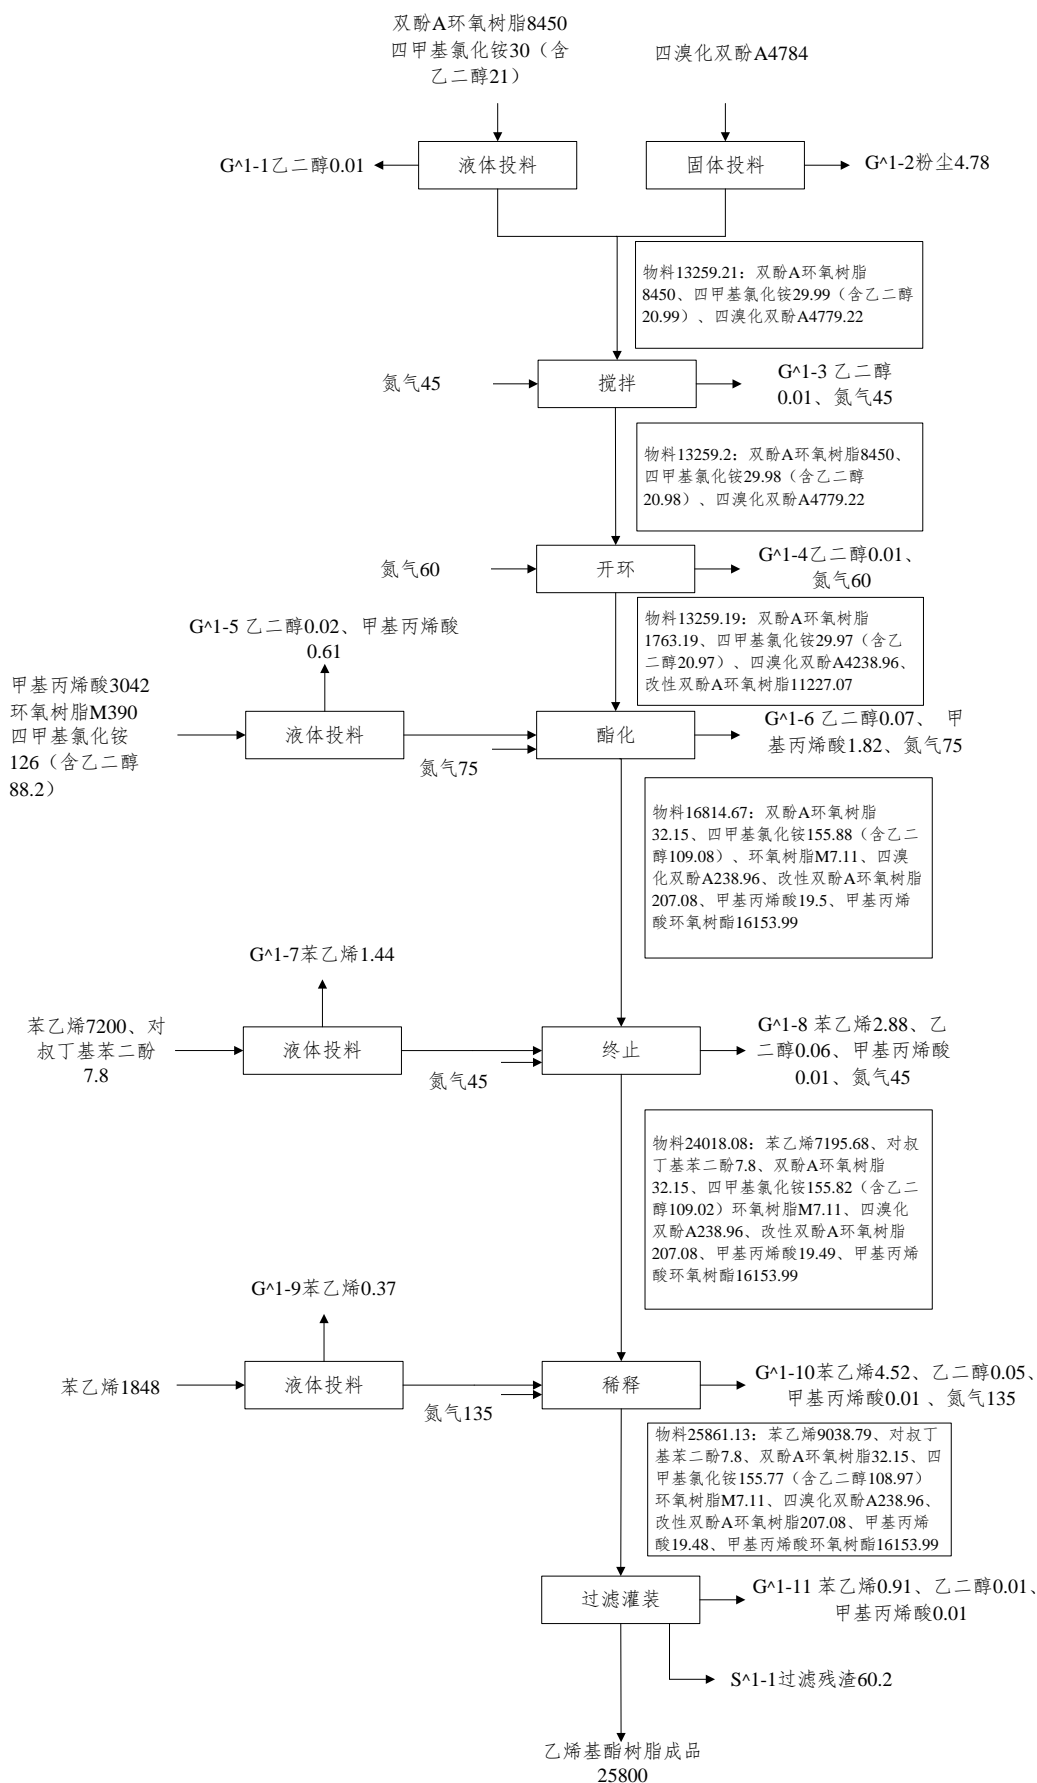 双酚A环氧树脂8450
四甲基氯化铵30（含
乙二醇21）
四溴化双酚A4784
G^1-1乙二醇0.01
液体投料
固体投料
G^1-2粉尘4.78
物料13259.21：双酚A环氧树脂
8450、四甲基氯化铵29.99（含乙二醇
20.99）、四溴化双酚A4779.22
氮气45
搅拌
G^1-3 乙二醇
0.01、氮气45
物料13259.2：双酚A环氧树脂8450、
四甲基氯化铵29.98（含乙二醇
20.98）、四溴化双酚A4779.22
氮气60
开环
G^1-4乙二醇0.01、
氮气60
物料13259.19：双酚A环氧树脂
1763.19、四甲基氯化铵29.97（含乙
二醇20.97）、四溴化双酚A4238.96、
改性双酚A环氧树脂11227.07
G^1-5 乙二醇0.02、甲基丙烯酸
0.61
甲基丙烯酸3042
环氧树脂M390
四甲基氯化铵
126（含乙二醇
88.2）
液体投料
氮气75
酯化
G^1-6 乙二醇0.07、 甲
基丙烯酸1.82、氮气75
物料16814.67：双酚A环氧树脂
32.15、四甲基氯化铵155.88（含乙二
醇109.08）、环氧树脂M7.11、四溴
化双酚A238.96、改性双酚A环氧树脂
207.08、甲基丙烯酸19.5、甲基丙烯
酸环氧树酯16153.99
G^1-7苯乙烯1.44
苯乙烯7200、对
叔丁基苯二酚
7.8
液体投料
氮气45
终止
G^1-8 苯乙烯2.88、乙
二醇0.06、甲基丙烯酸
0.01、氮气45
物料24018.08：苯乙烯7195.68、对叔
丁基苯二酚7.8、双酚A环氧树脂
32.15、四甲基氯化铵155.82（含乙二
醇109.02）环氧树脂M7.11、四溴化
双酚A238.96、改性双酚A环氧树脂
207.08、甲基丙烯酸19.49、甲基丙烯
酸环氧树酯16153.99
G^1-9苯乙烯0.37
苯乙烯1848
液体投料
氮气135
稀释
G^1-10苯乙烯4.52、乙二醇0.05、
甲基丙烯酸0.01 、氮气135
物料25861.13：苯乙烯9038.79、对叔丁
基苯二酚7.8、双酚A环氧树脂32.15、四
甲基氯化铵155.77（含乙二醇108.97）
环氧树脂M7.11、四溴化双酚A238.96、
改性双酚A环氧树脂207.08、甲基丙烯
酸19.48、甲基丙烯酸环氧树酯16153.99
过滤灌装
G^1-11 苯乙烯0.91、乙二醇0.01、
甲基丙烯酸0.01
S^1-1过滤残渣60.2
乙烯基酯树脂成品
25800